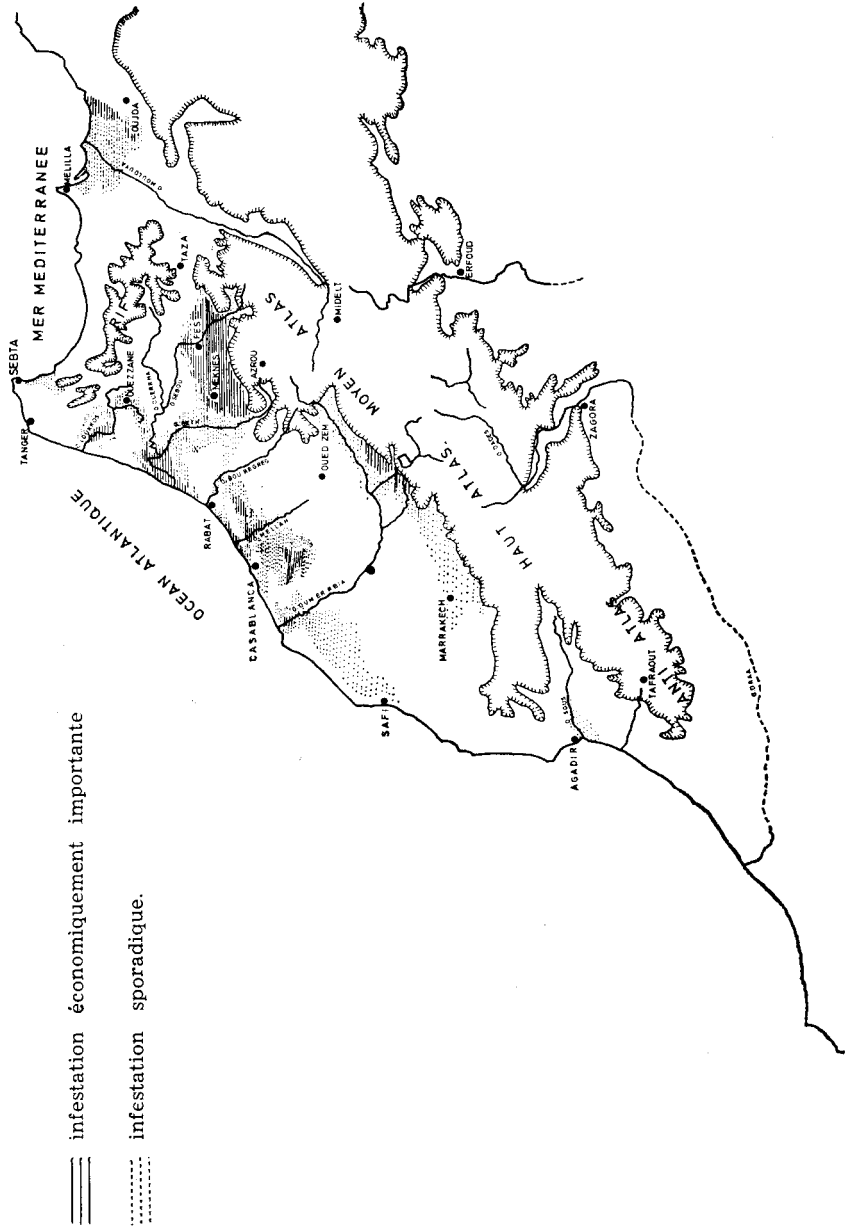 infestation économiquement importante
infestation sporadique.
MER MEDITERRANEE
OCEAN ATLANTIQUE
SEBTA
TANGER
MELILLA
OUJDA
O. MOULOUYA
RIF
TAZA
OUEZZANE
FES
MEKNES
AZROU
RABAT
CASABLANCA
O. BOU REGREG
OUED ZEM
O. OUM ER RBIA
MIDELT
MOYEN ATLAS
ERFOUD
SAFI
MARRAKECH
HAUT ATLAS.
ZAGORA
AGADIR
O. SOUS
TAFRAOUT
ANTI ATLAS
DRAA